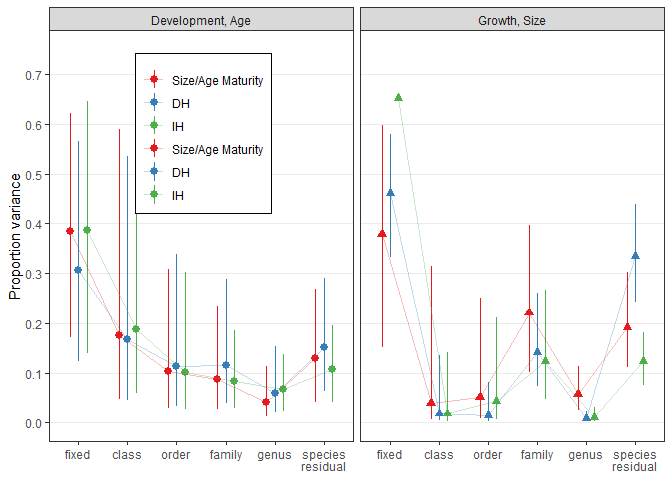 Development, Age
Growth, Size
Proportion variance
0.7
0.6
0.5
0.4
0.3
0.2
0.1
0.0
Size/Age Maturity
DH
IH
Size/Age Maturity
DH
IH
fixed class order family genus species
residual
fixed class order family genus species
residual